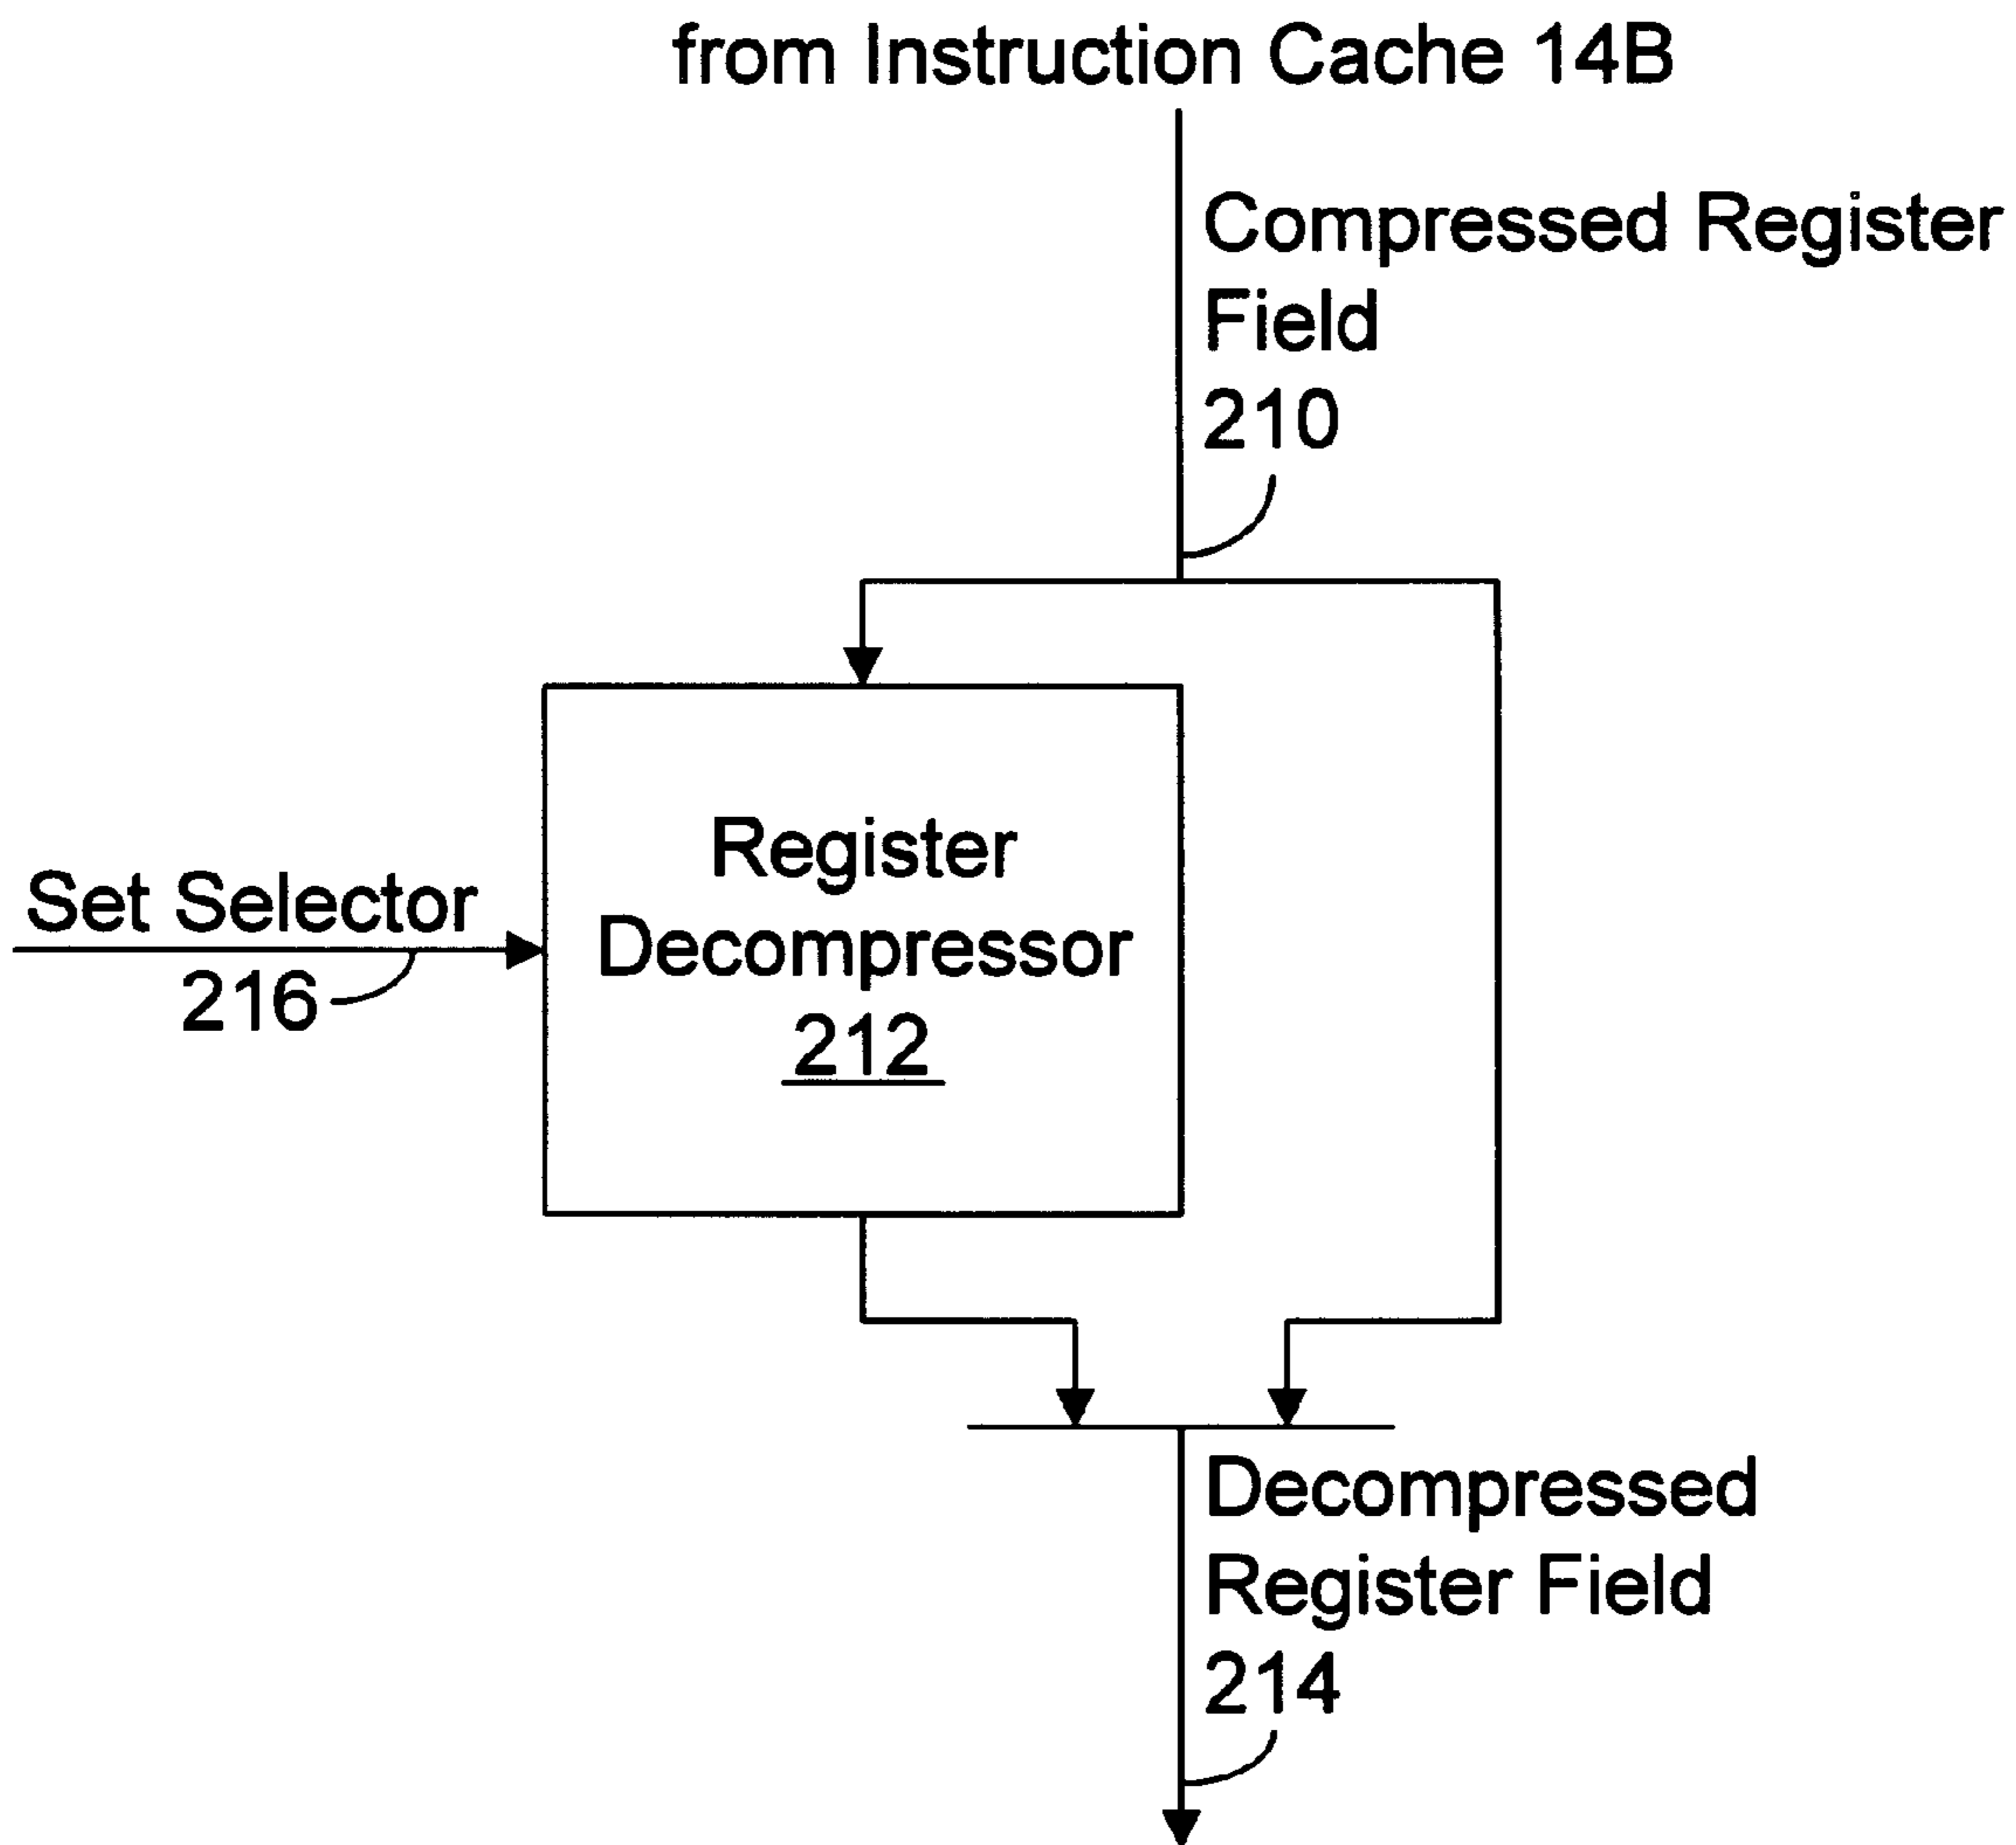 from Instruction Cache 14B
Compressed Register
Field
210
Register
Decompressor
212
Set Selector
216
Decompressed
Register Field
214